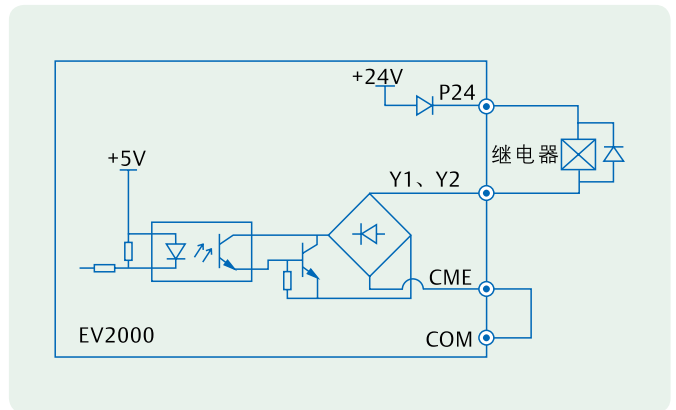 +24V
P24
+5V
继电器
Y1、Y2
CME
EV2000
COM